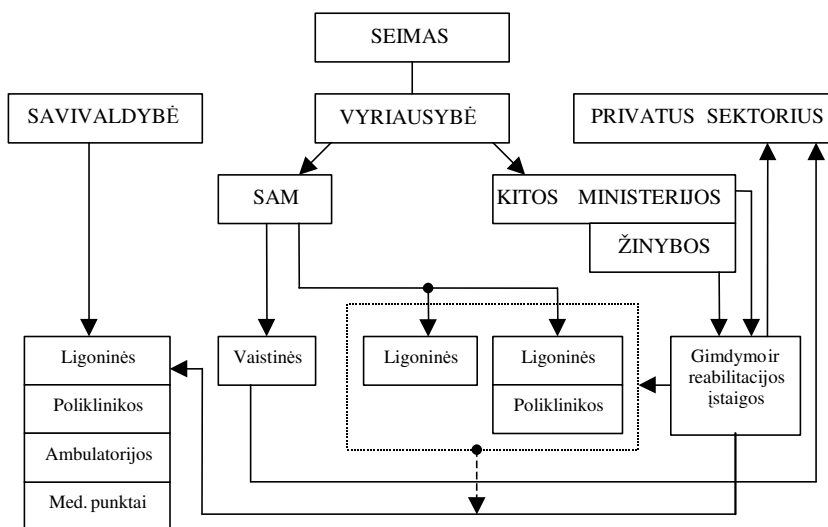 SEIMAS
SAVIVALDYBĖ
VYRIAUSYBĖ
PRIVATUS SEKTORIUS
SAM
KITOS MINISTERIJOS
ŽINYBOS
Ligoninės
Poliklinikos
Ambulatorijos
Med. punktai
Vaistinės
Ligoninės
Ligoninės
Poliklinikos
Gimdymo ir
reabilitacijos
įstaigos